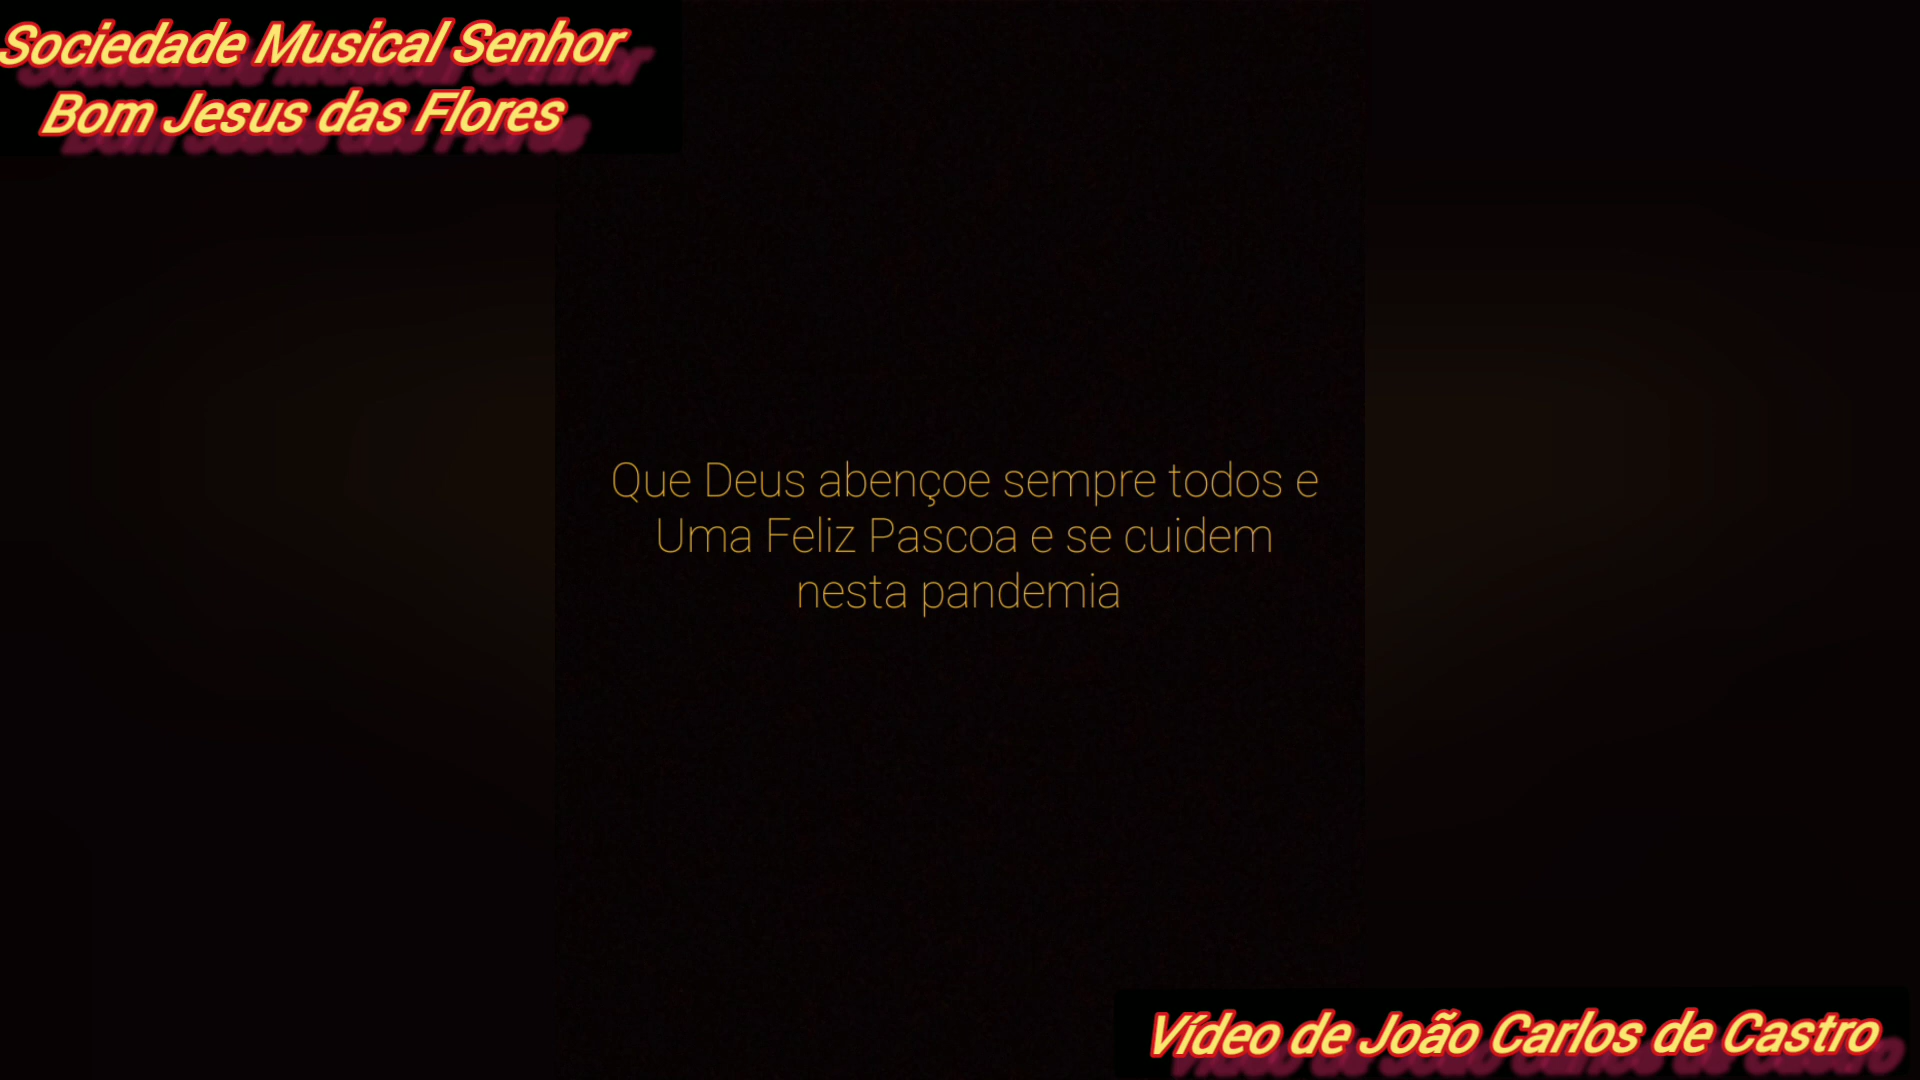 Sociedade Musical Senhor
Bom Jesus das Flores
Que Deus abençoe sempre todos e
Uma Feliz Pascoa e se cuidem
nesta pandemia
Vídeo de João Carlos de Castro